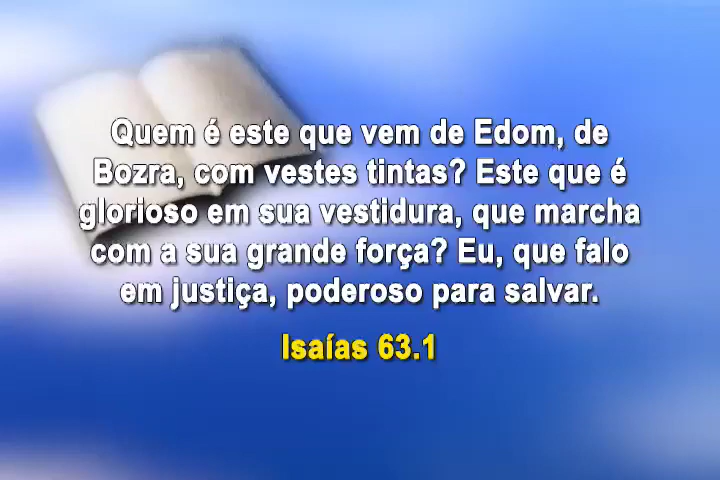 Quem é este que vem de Edom, de
Bozra, com vestes tintas? Este que é
glorioso em sua vestidura, que marcha
com a sua grande força? Eu, que falo
em justiça, poderoso para salvar.
Isaías 63.1